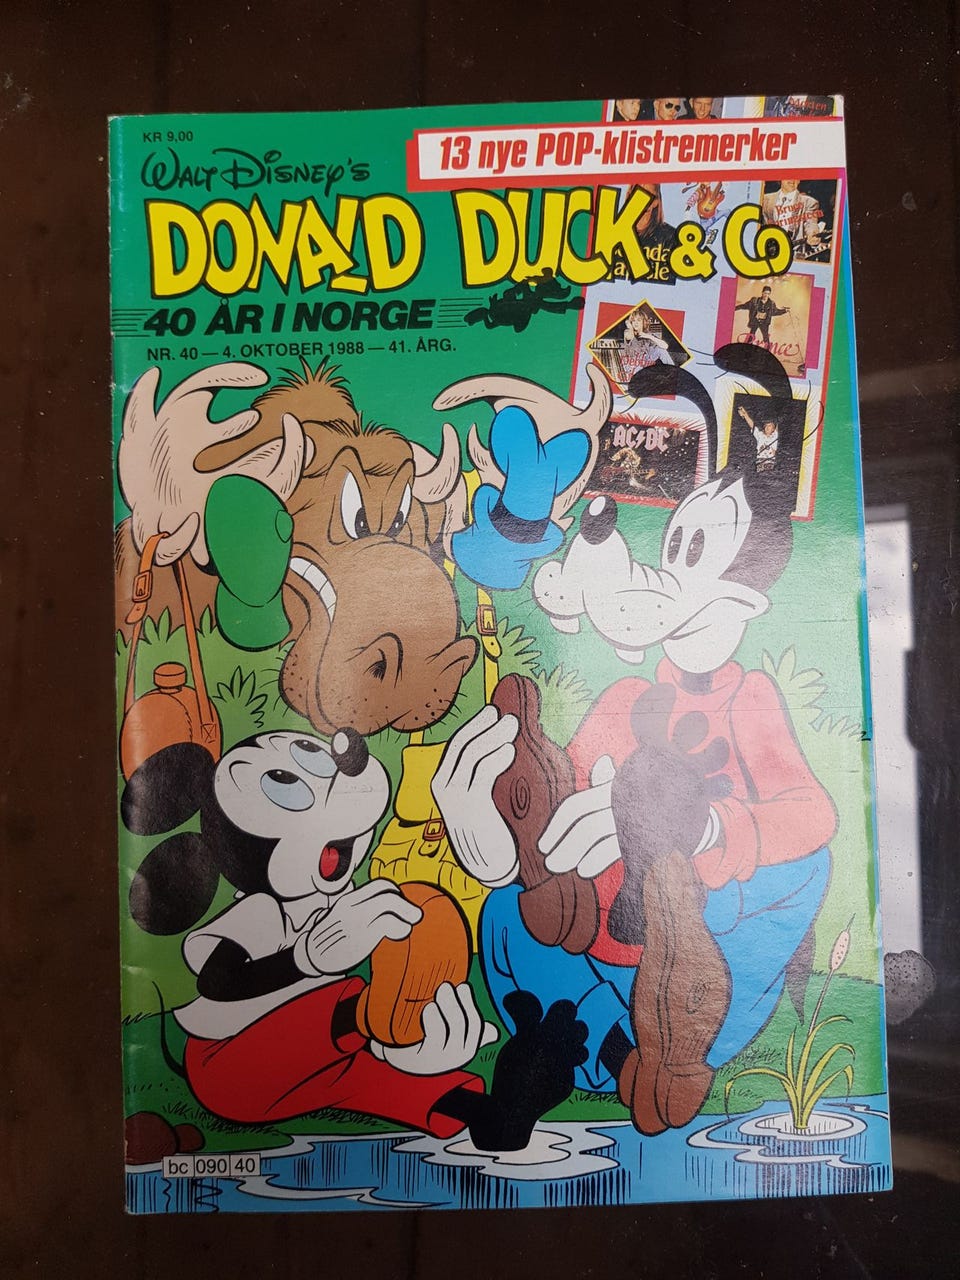 KR 9,00
13 nye POP-klistremerker
WALT DISNEY'S
DONALD DUCK & Co
40 ÅR I NORGE
NR. 40 — 4. OKTOBER 1988 — 41. ÅRG.
Prince
AC/DC
bc 090 40